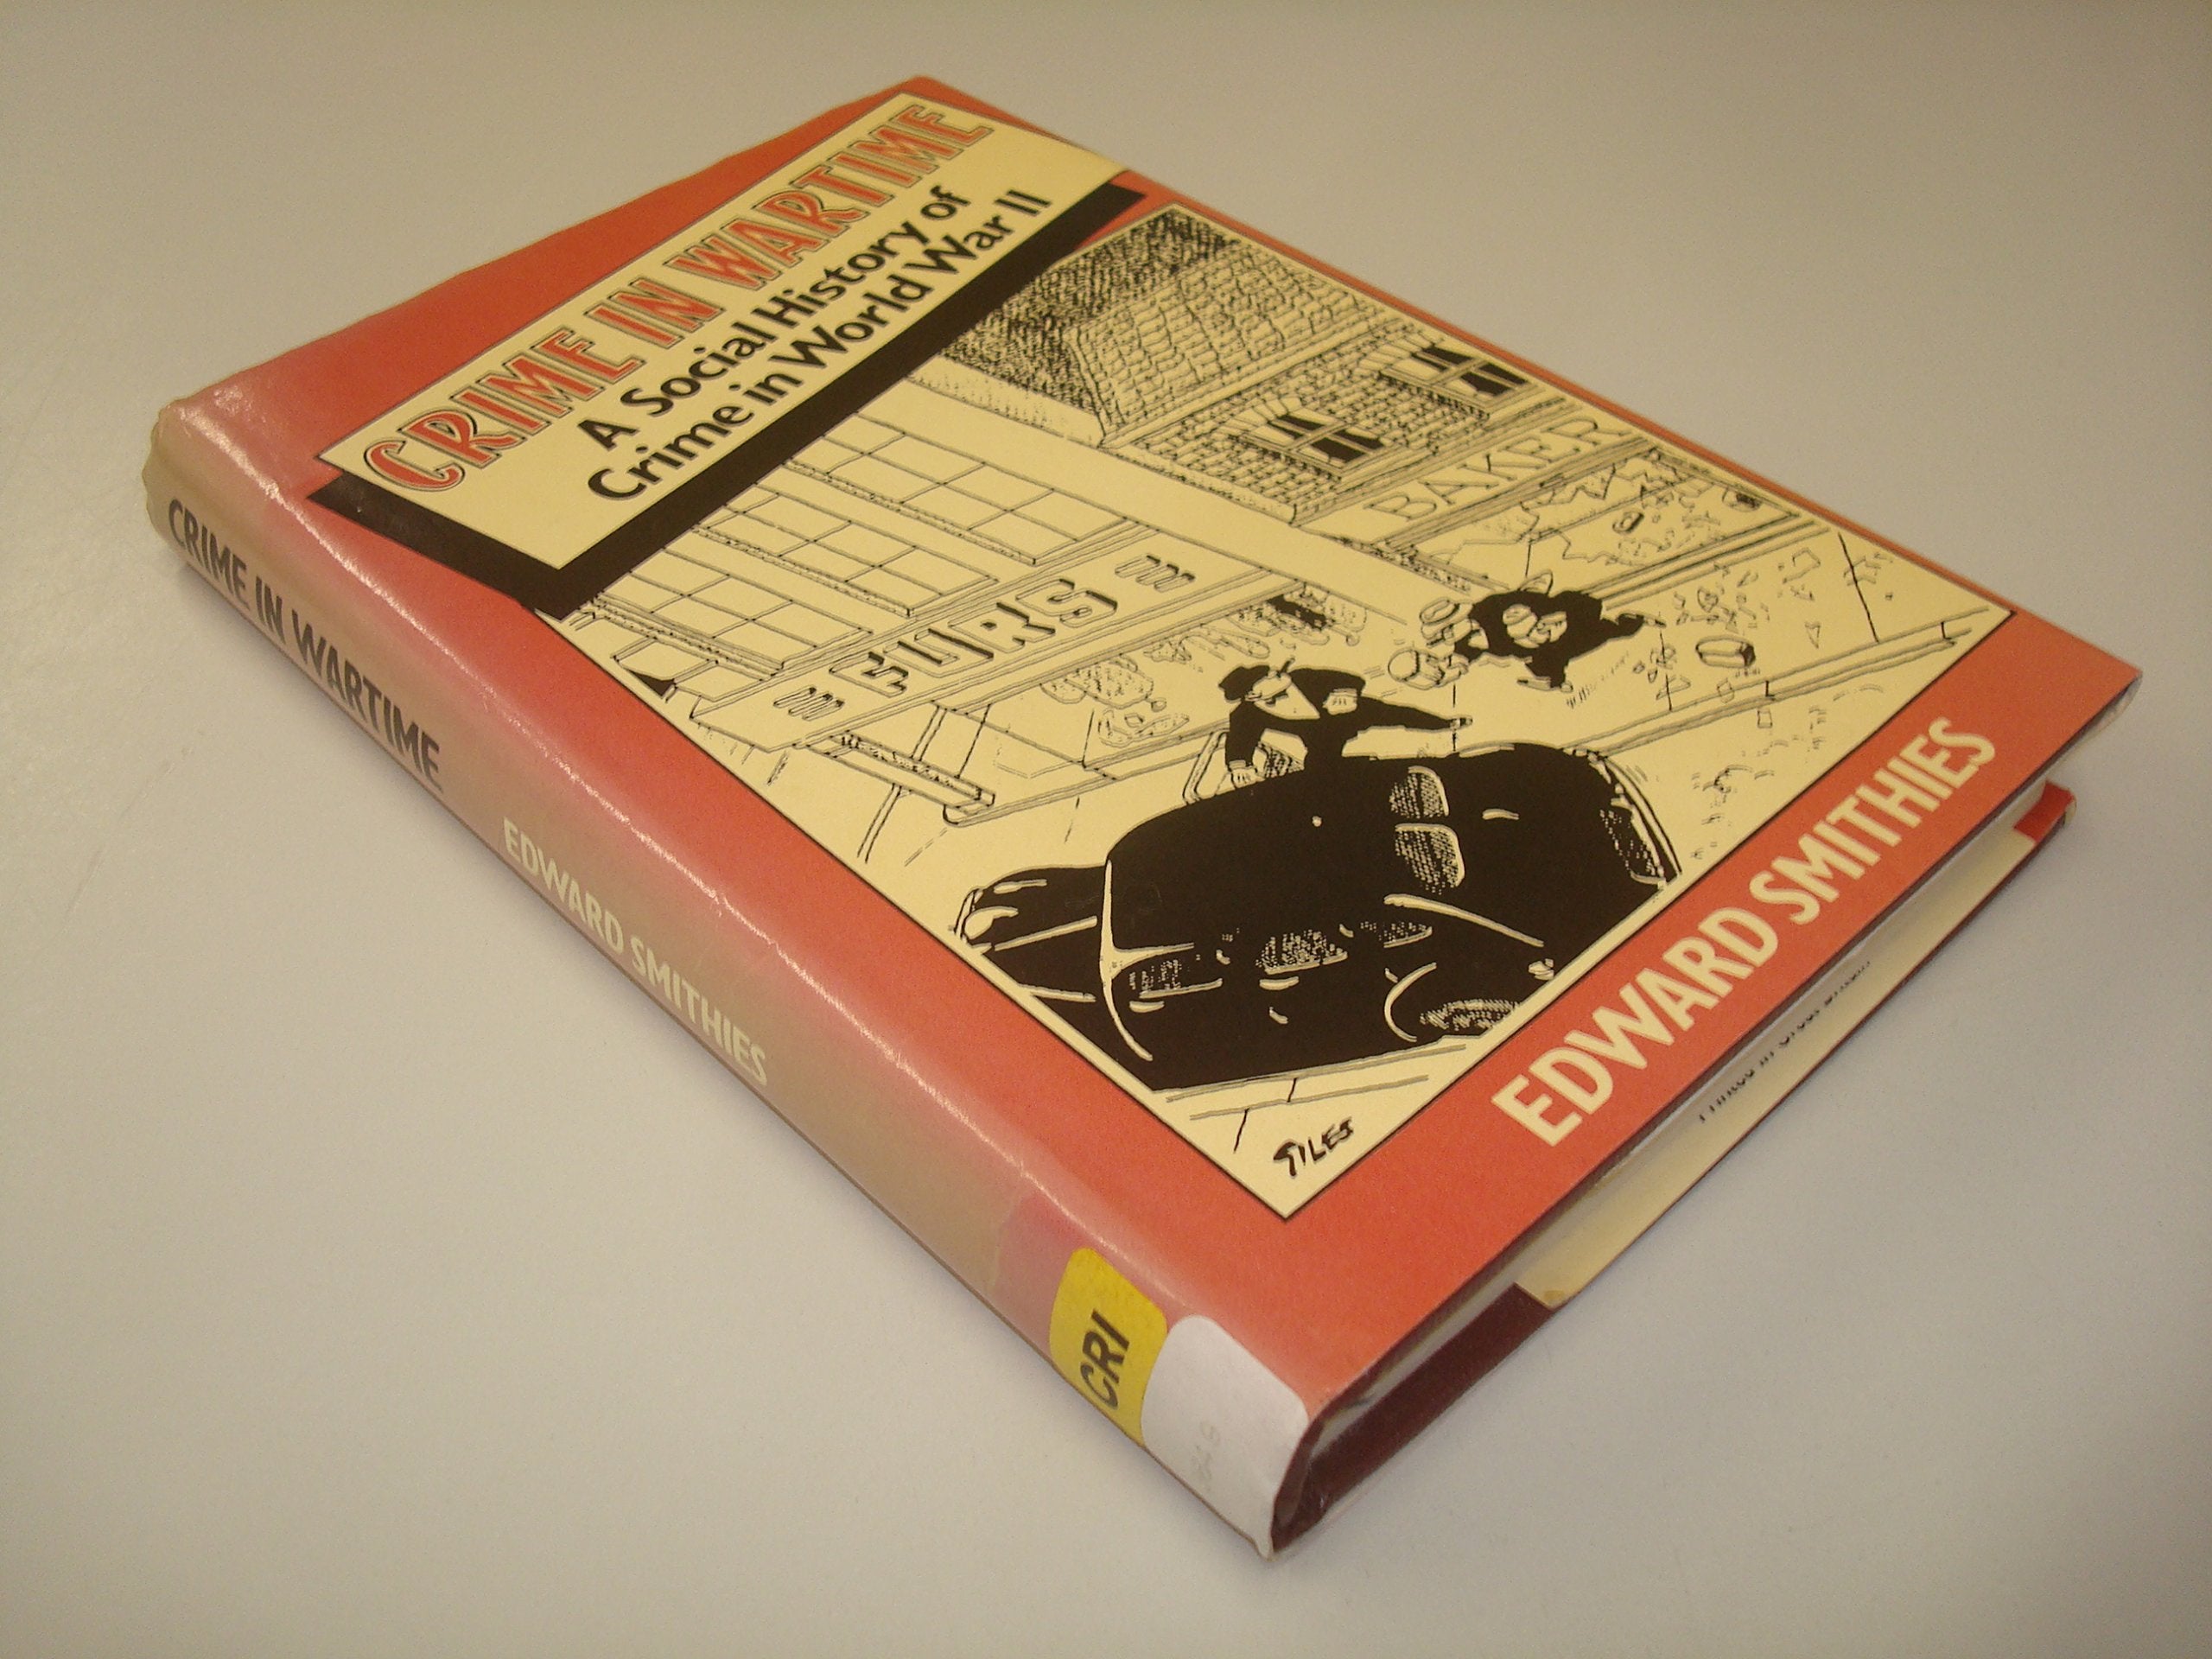 CRIME IN WARTIME
A Social History of
Crime in World War II
BAKER
FURS
GILES
EDWARD SMITHIES
CRIME IN WARTIME
EDWARD SMITHIES
CRI